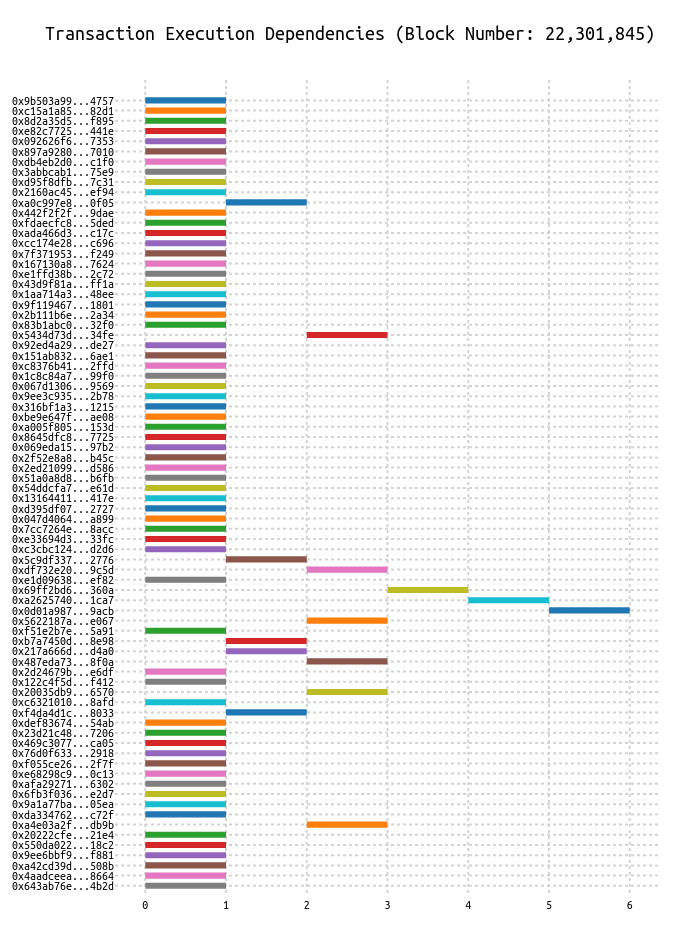 Transaction Execution Dependencies (Block Number: 22,301,845)
0x9b503a99...4757
0xc15a1a85...82d1
0x8d2a35d5...f895
0xe82c7725...441e
0x092626f6...7353
0x897a9280...7010
0xdb4eb2d0...c1f0
0x3abbcab1...75e9
0xd95f8dfb...7c31
0x2160ac45...ef94
0xa0c997e8...0f05
0x442f2f2f...9dae
0xfdaecfc8...5ded
0xada466d3...c17c
0xcc174e28...c696
0x7f371953...f249
0x167130a8...7624
0xe1ffd38b...2c72
0x43d9f81a...ff1a
0x1aa714a3...48ee
0x9f119467...1801
0x2b111b6e...2a34
0x83b1abc0...32f0
0x5434d73d...34fe
0x92ed4a29...de27
0x151ab832...6ae1
0xc8376b41...2ffd
0x1c8c84a7...99f0
0x067d1306...9569
0x9ee3c935...2b78
0x316bf1a3...1215
0xbe9e647f...ae08
0xa005f805...153d
0x8645dfc8...7725
0x069eda15...97b2
0x2f52e8a8...b45c
0x2ed21099...d586
0x51a0a8d8...b6fb
0x54ddcfa7...e61d
0x13164411...417e
0xd395df07...2727
0x047d4064...a899
0x7cc7264e...8acc
0xe33694d3...33fc
0xc3cbc124...d2d6
0x5c9df337...2776
0xdf732e20...9c5d
0xe1d09638...ef82
0x69ff2bd6...360a
0xa2625740...1ca7
0x0d01a987...9acb
0x5622187a...e067
0xf51e2b7e...5a91
0xb7a7450d...8e98
0x217a666d...d4a0
0x487eda73...8f0a
0x2d24679b...e6df
0x122c4f5d...f412
0x20035db9...6570
0xc6321010...8afd
0xf4da4d1c...8033
0xdef83674...54ab
0x23d21c48...7206
0x469c3077...ca05
0x76d0f633...2918
0xf055ce26...2f7f
0xe68298c9...0c13
0xafa29271...6302
0x6fb3f036...e2d7
0x9a1a77ba...05ea
0xda334762...c72f
0xa4e03a2f...db9b
0x20222cfe...21e4
0x550da022...18c2
0x9ee6bbf9...f881
0xa42cd39d...508b
0x4aadceea...8664
0x643ab76e...4b2d
0 1 2 3 4 5 6